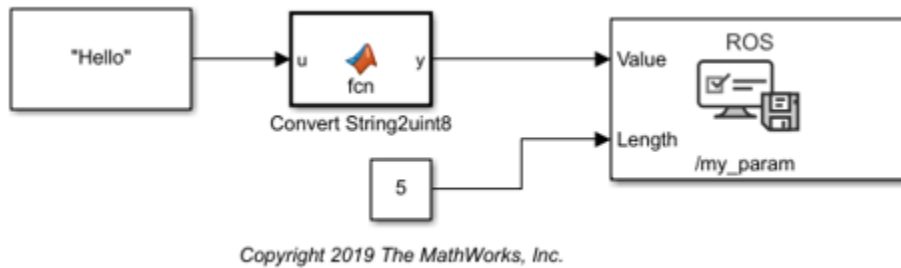 "Hello"
u
fcn
y
Convert String2uint8
5
ROS
Value
Length
/my_param
Copyright 2019 The MathWorks, Inc.